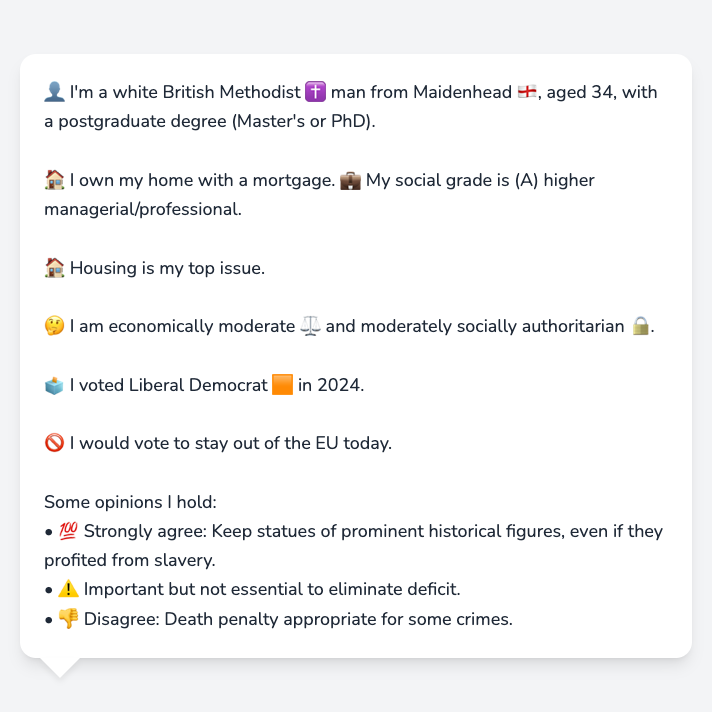 👤 I'm a white British Methodist ✝️ man from Maidenhead 🏴󠁧󠁢󠁥󠁮󠁧󠁿, aged 34, with
a postgraduate degree (Master's or PhD).
🏠 I own my home with a mortgage. 💼 My social grade is (A) higher
managerial/professional.
🏠 Housing is my top issue.
🤔 I am economically moderate ⚖️ and moderately socially authoritarian 🔒.
🗳️ I voted Liberal Democrat 🟧 in 2024.
🚫 I would vote to stay out of the EU today.
Some opinions I hold:
• 💯 Strongly agree: Keep statues of prominent historical figures, even if they
profited from slavery.
• ⚠️ Important but not essential to eliminate deficit.
• 👎 Disagree: Death penalty appropriate for some crimes.